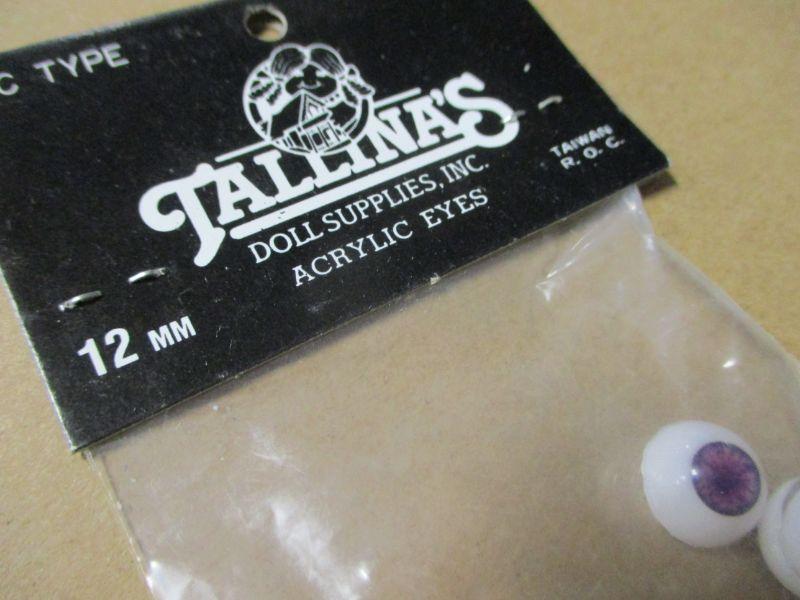 C TYPE
TALLINA'S
DOLL SUPPLIES, INC.
ACRYLIC EYES
TAIWAN
R. O. C.
12 MM